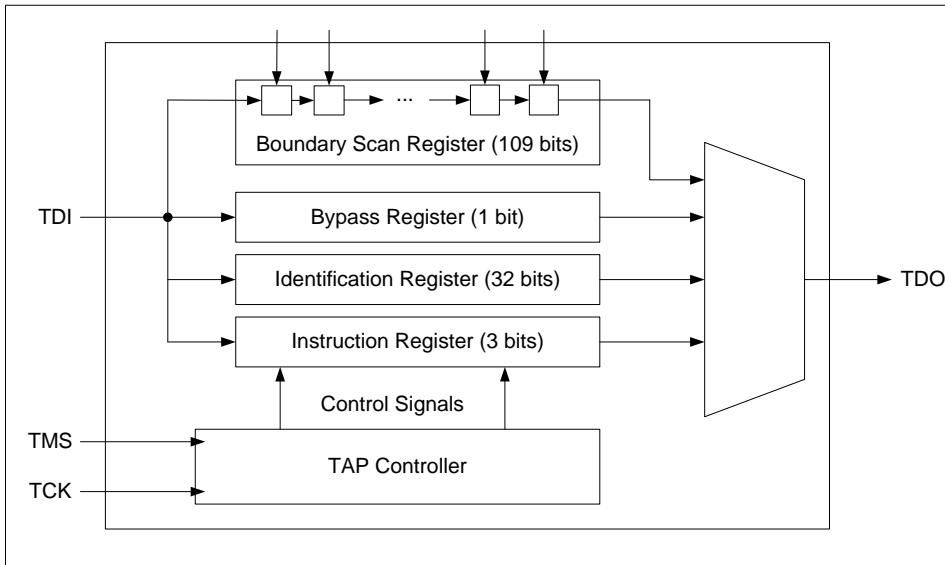 ...
Boundary Scan Register (109 bits)
TDI
Bypass Register (1 bit)
Identification Register (32 bits)
TDO
Instruction Register (3 bits)
Control Signals
TMS
TAP Controller
TCK